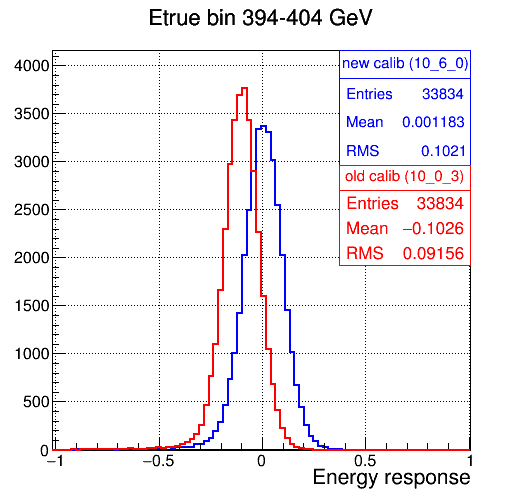 Etrue bin 394-404 GeV
new calib (10_6_0)
Entries 33834
Mean 0.001183
RMS 0.1021
old calib (10_0_3)
Entries 33834
Mean −0.1026
RMS 0.09156
4000
3500
3000
2500
2000
1500
1000
500
0
−1 −0.5 0 0.5 1
Energy response